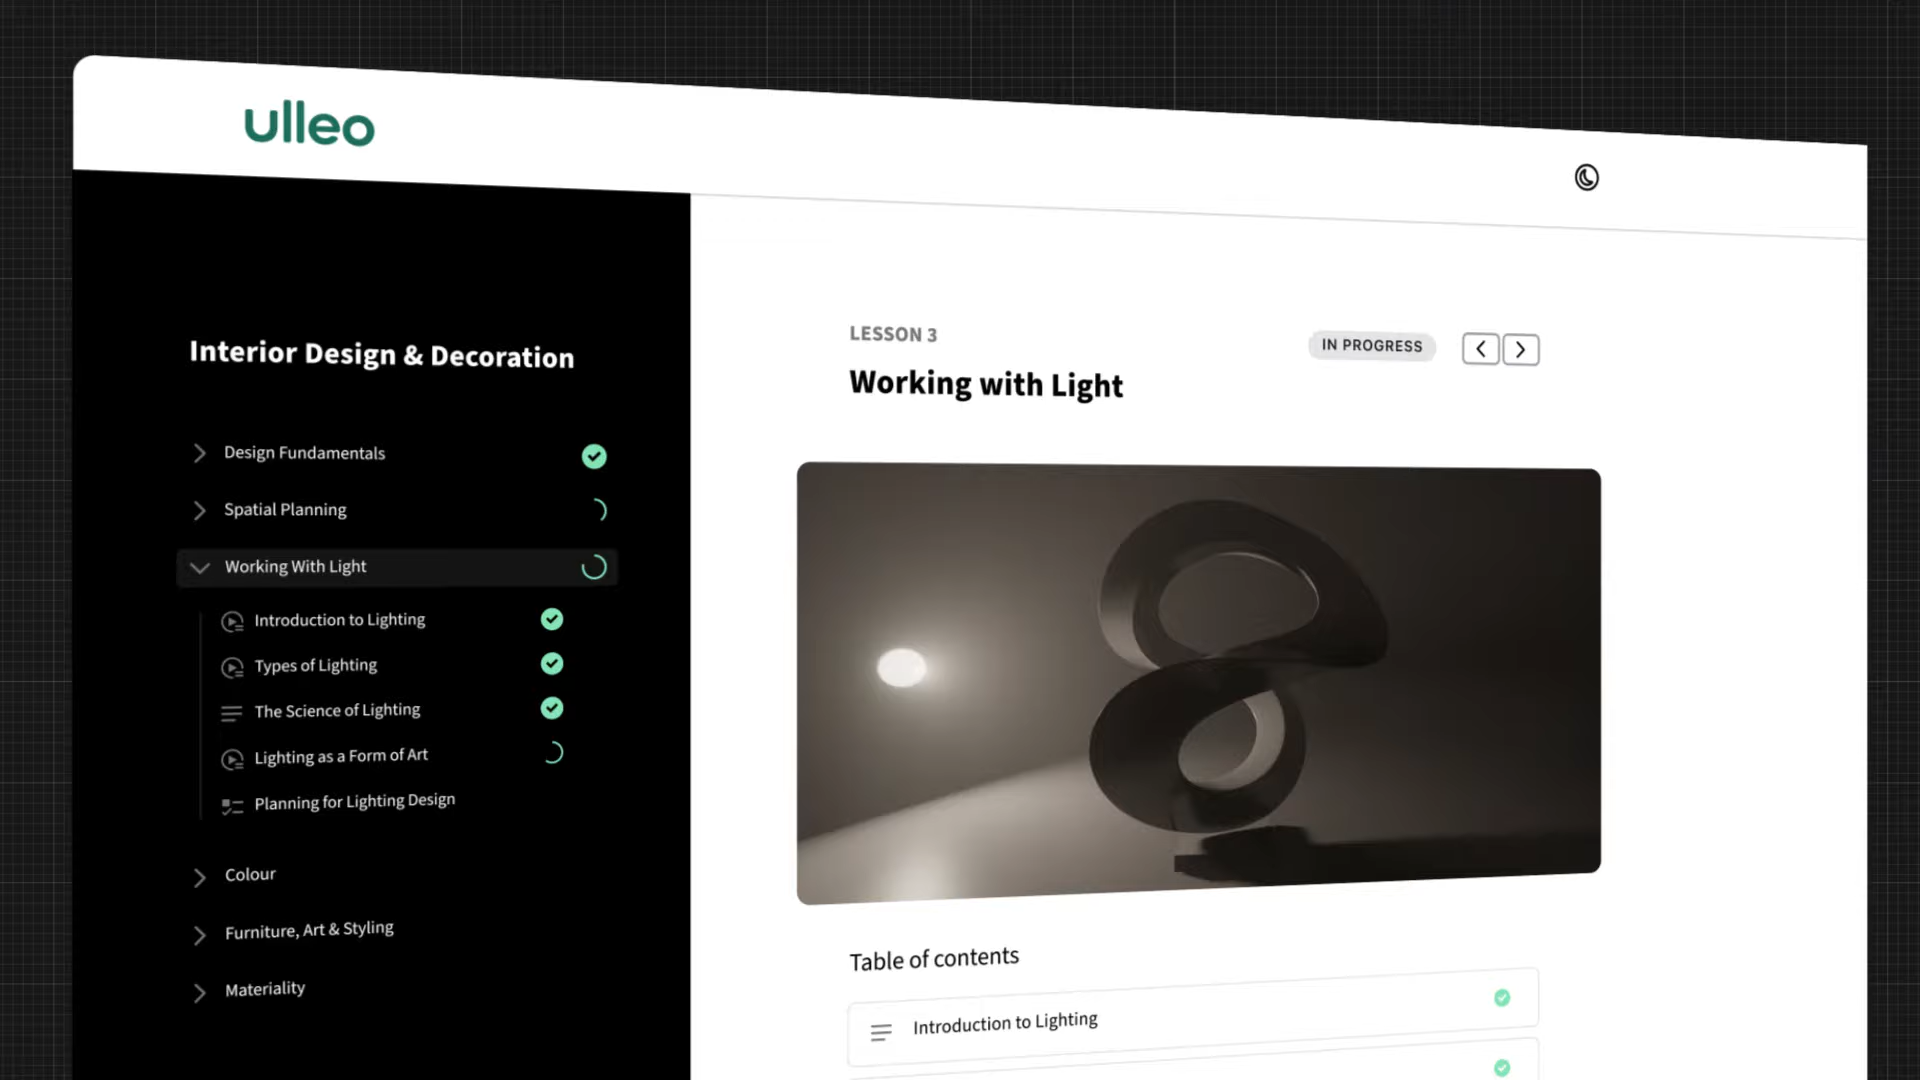 ulleo
Interior Design & Decoration
Design Fundamentals
Spatial Planning
Working With Light
Introduction to Lighting
Types of Lighting
The Science of Lighting
Lighting as a Form of Art
Planning for Lighting Design
Colour
Furniture, Art & Styling
Materiality
LESSON 3
IN PROGRESS
Working with Light
Table of contents
Introduction to Lighting